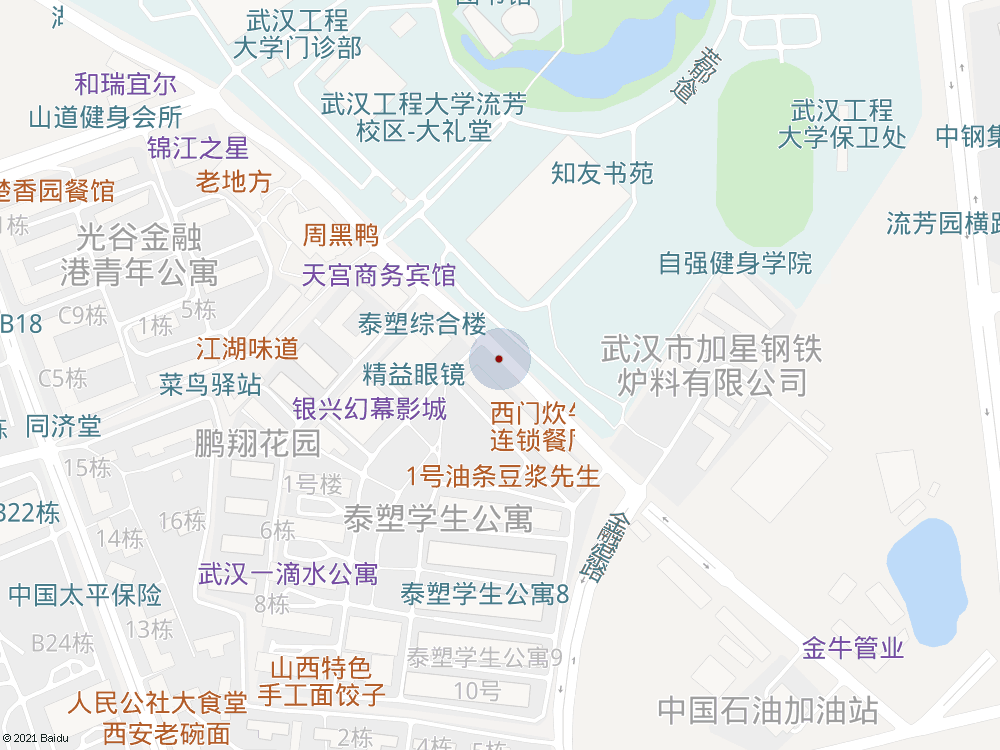 武汉工程
大学门诊部
和瑞宜尔
山道健身会所
武汉工程大学流芳
校区-大礼堂
芳郁道
武汉工程
大学保卫处
中钢集
锦江之星
老地方
知友书苑
楚香园餐馆
光谷金融
港青年公寓
周黑鸭
流芳园横路
天宫商务宾馆
自强健身学院
C9栋
5栋
1栋
B18
泰塑综合楼
江湖味道
武汉市加星钢铁
炉料有限公司
C5栋
菜鸟驿站
精益眼镜
银兴幻幕影城
西门炊牛
连锁餐厅
同济堂
鹏翔花园
15栋
1号楼
1号油条豆浆先生
B22栋
16栋
14栋
6栋
泰塑学生公寓
金融宏路
武汉一滴水公寓
中国太平保险
8栋
泰塑学生公寓8
13栋
B24栋
泰塑学生公寓9
金牛管业
山西特色
手工面饺子
10号
人民公社大食堂
西安老碗面
中国石油加油站
2栋
4栋
5栋
© 2021 Baidu